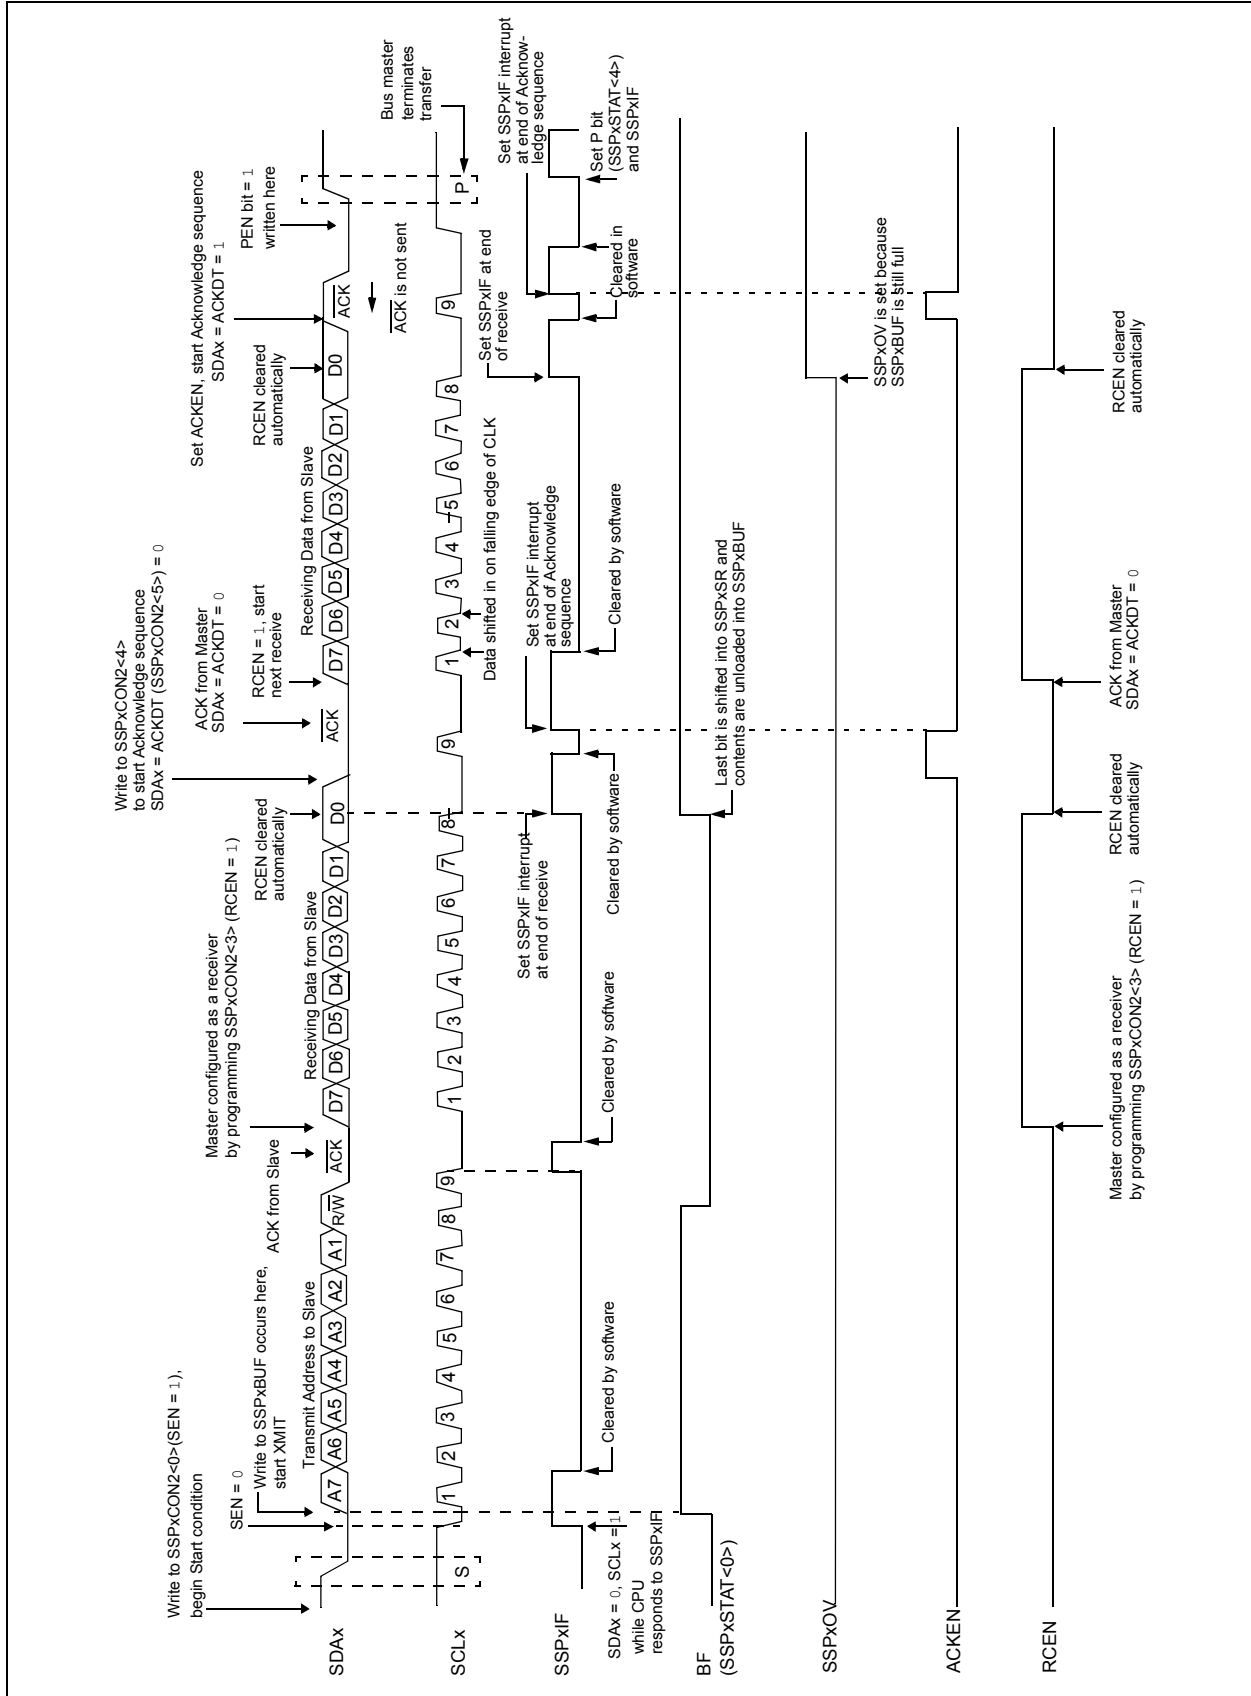 Write to SSPxCON2<0>(SEN = 1),
begin Start condition
SEN = 0
Write to SSPxBUF occurs here,
start XMIT
ACK from Slave
Master configured as a receiver
by programming SSPxCON2<3> (RCEN = 1)
RCEN cleared
automatically
Write to SSPxCON2<4>
to start Acknowledge sequence
SDAx = ACKDT (SSPxCON2<5>) = 0
ACK from Master
SDAx = ACKDT = 0
RCEN = 1, start
next receive
RCEN cleared
automatically
Set ACKEN, start Acknowledge sequence
SDAx = ACKDT = 1
PEN bit = 1
written here
Transmit Address to Slave
Receiving Data from Slave
Receiving Data from Slave
SDAx
A7 A6 A5 A4 A3 A2 A1 R/W ACK D7 D6 D5 D4 D3 D2 D1 D0 ACK D7 D6 D5 D4 D3 D2 D1 D0 ACK
ACK is not sent
Bus master
terminates
transfer
SCLx
S 1 2 3 4 5 6 7 8 9 1 2 3 4 5 6 7 8 9 1 2 3 4 5 6 7 8 9 P
Data shifted in on falling edge of CLK
Set SSPxIF interrupt
at end of receive
Set SSPxIF interrupt
at end of Acknowledge
sequence
Set SSPxIF at end
of receive
Set SSPxIF interrupt
at end of Acknow-
ledge sequence
SSPxIF
SDAx = 0, SCLx = 1
while CPU
responds to SSPxIF
Cleared by software
Cleared by software
Cleared by software
Cleared by software
Cleared in
software
Set P bit
(SSPxSTAT<4>)
and SSPxIF
BF
(SSPxSTAT<0>)
Last bit is shifted into SSPxSR and
contents are unloaded into SSPxBUF
SSPxOV
SSPxOV is set because
SSPxBUF is still full
ACKEN
RCEN
Master configured as a receiver
by programming SSPxCON2<3> (RCEN = 1)
RCEN cleared
automatically
ACK from Master
SDAx = ACKDT = 0
RCEN cleared
automatically